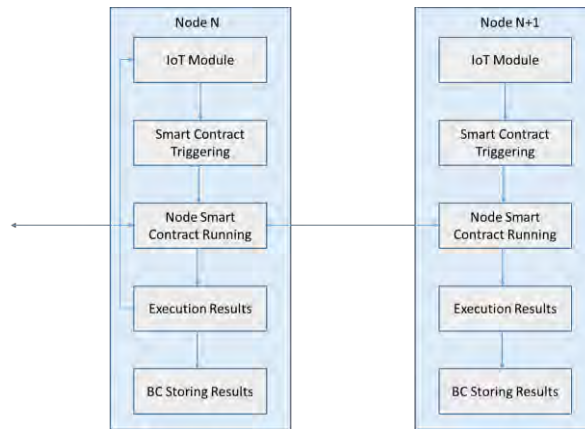 Node N
IoT Module
Smart Contract
Triggering
Node Smart
Contract Running
Execution Results
BC Storing Results
Node N+1
IoT Module
Smart Contract
Triggering
Node Smart
Contract Running
Execution Results
BC Storing Results